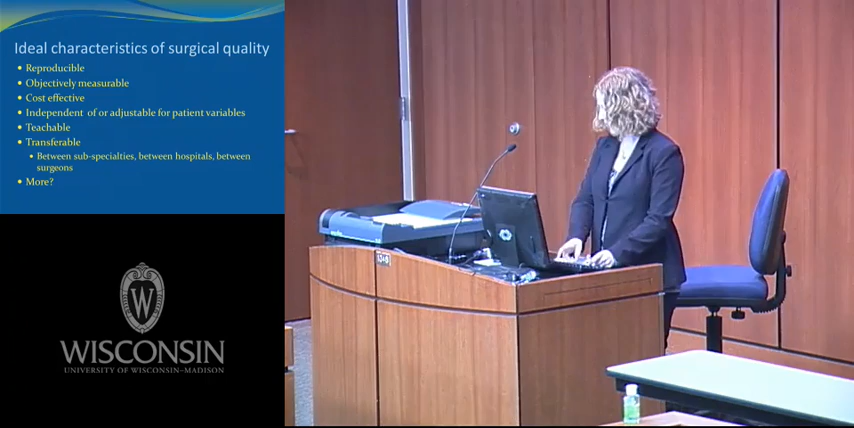 Ideal characteristics of surgical quality
• Reproducible
• Objectively measurable
• Cost effective
• Independent of or adjustable for patient variables
• Teachable
• Transferable
• Between sub-specialties, between hospitals, between
surgeons
• More?
W
WISCONSIN
UNIVERSITY OF WISCONSIN–MADISON